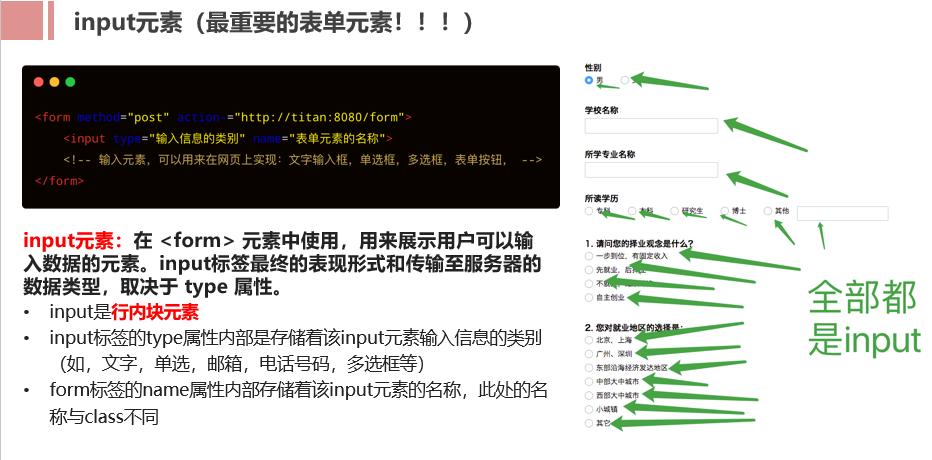 input元素（最重要的表单元素！！！）
<form method="post" action="http://titan:8080/form">
<input type="输入信息的类别" name="表单元素的名称">
<!-- 输入元素，可以用来在网页上实现：文字输入框，单选框，多选框，表单按钮， -->
</form>
input元素：在 <form> 元素中使用，用来展示用户可以输
入数据的元素。input标签最终的表现形式和传输至服务器的
数据类型，取决于 type 属性。
• input是行内块元素
• input标签的type属性内部是存储着该input元素输入信息的类别
（如，文字，单选，邮箱，电话号码，多选框等）
• form标签的name属性内部存储着该input元素的名称，此处的名
称与class不同
性别
男
学校名称
所学专业名称
所读学历
专科 本科 研究生 博士 其他
1. 请问您的择业观念是什么？
一步到位，有固定收入
先就业，后
自主创业
2. 您对就业地区的选择是：
北京、上海
广州、深圳
东部沿海经济发达地区
中部大中城市
西部大中城市
小城镇
其它
全部都
是input